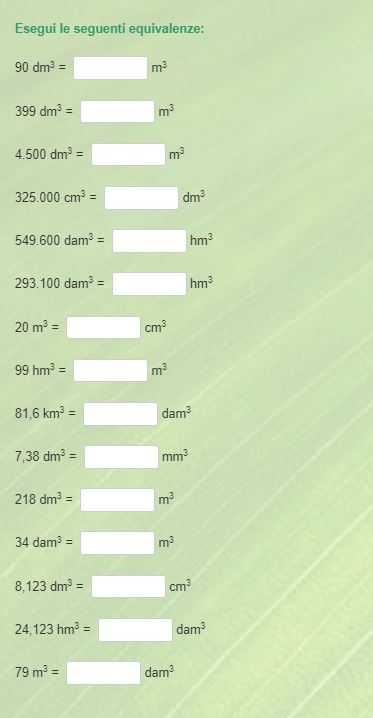 Esegui le seguenti equivalenze:
90 dm³ = m³
399 dm³ = m³
4.500 dm³ = m³
325.000 cm³ = dm³
549.600 dam³ = hm³
293.100 dam³ = hm³
20 m³ = cm³
99 hm³ = m³
81,6 km³ = dam³
7,38 dm³ = mm³
218 dm³ = m³
34 dam³ = m³
8,123 dm³ = cm³
24,123 hm³ = dam³
79 m³ = dam³